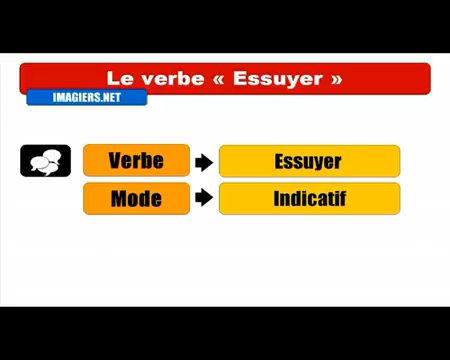 Le verbe « Essuyer »
IMAGIERS.NET
Verbe Essuyer
Mode Indicatif